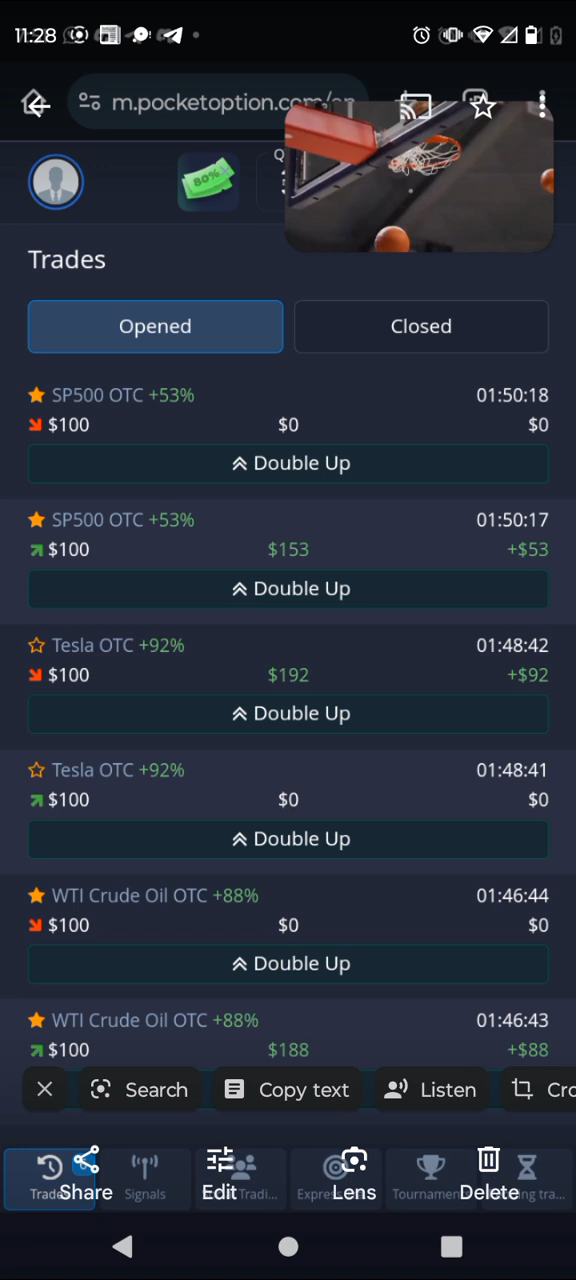 11:28
m.pocketoption.com/en
80%
Trades
Opened
Closed
SP500 OTC +53%
01:50:18
$100
$0
$0
Double Up
SP500 OTC +53%
01:50:17
$100
$153
+$53
Double Up
Tesla OTC +92%
01:48:42
$100
$192
+$92
Double Up
Tesla OTC +92%
01:48:41
$100
$0
$0
Double Up
WTI Crude Oil OTC +88%
01:46:44
$100
$0
$0
Double Up
WTI Crude Oil OTC +88%
01:46:43
$100
$188
+$88
Search
Copy text
Listen
Cro
Share
Edit
Lens
Delete
Signals